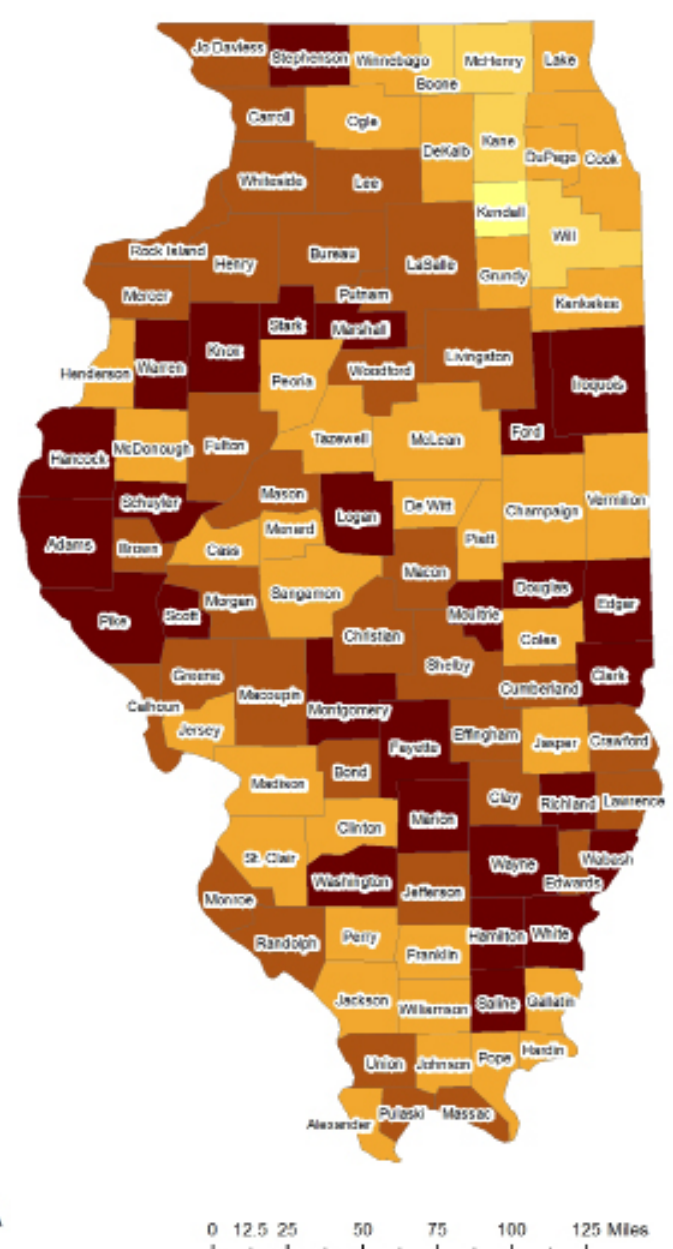 Jo Daviess
Stephenson
Winnebago
Boone
McHenry
Lake
Carroll
Ogle
DeKalb
Kane
DuPage
Cook
Whiteside
Lee
Kendall
Will
Rock Island
Henry
Bureau
LaSalle
Grundy
Mercer
Putnam
Kankakee
Stark
Marshall
Henderson
Warren
Knox
Peoria
Woodford
Livingston
Iroquois
Hancock
McDonough
Fulton
Tazewell
McLean
Ford
Schuyler
Mason
Logan
De Witt
Champaign
Vermilion
Adams
Brown
Cass
Menard
Piatt
Macon
Pike
Scott
Morgan
Sangamon
Moultrie
Douglas
Edgar
Christian
Coles
Greene
Shelby
Clark
Calhoun
Macoupin
Montgomery
Cumberland
Jersey
Fayette
Effingham
Jasper
Crawford
Madison
Bond
Clay
Richland
Lawrence
Clinton
Marion
St. Clair
Washington
Wayne
Wabash
Edwards
Monroe
Jefferson
Randolph
Perry
Franklin
Hamilton
White
Jackson
Williamson
Saline
Gallatin
Union
Johnson
Pope
Hardin
Alexander
Pulaski
Massac
0 12.5 25 50 75 100 125 Miles